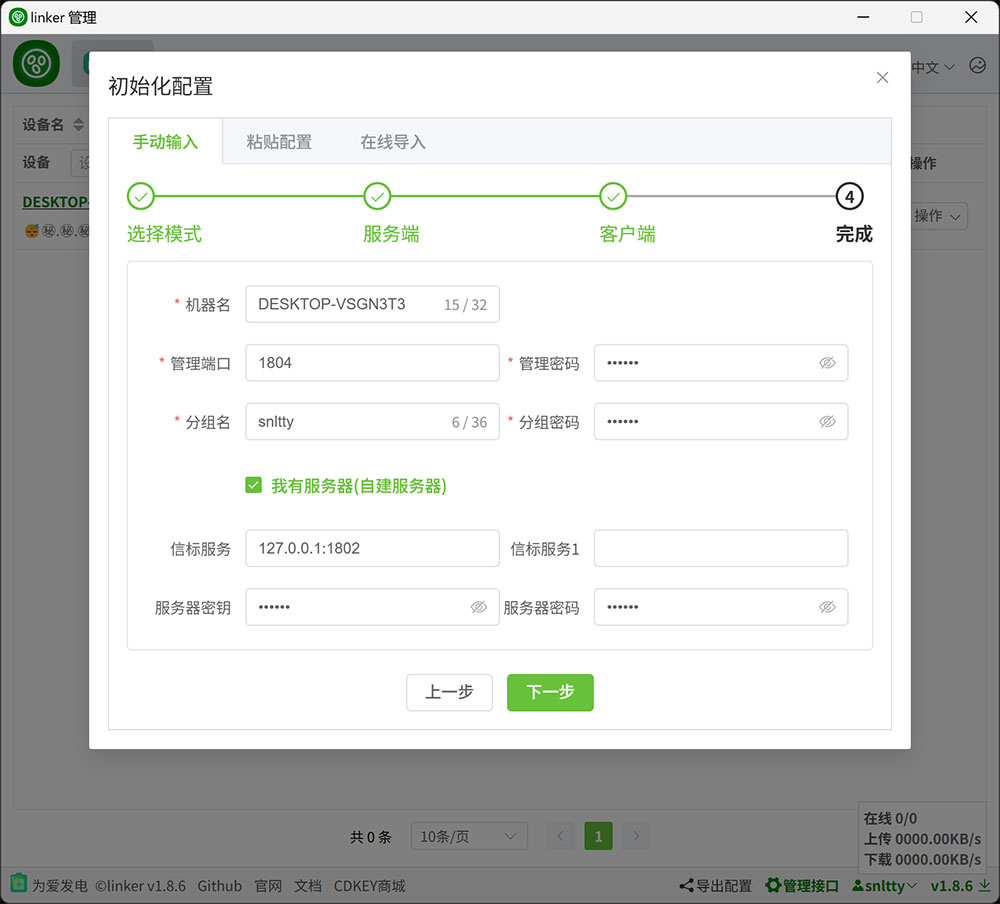 linker 管理
中文
初始化配置
手动输入 粘贴配置 在线导入
设备名
设备
操作
DESKTOP-
操作
4
选择模式 服务端 客户端 完成
* 机器名 DESKTOP-VSGN3T3 15 / 32
* 管理端口 1804 * 管理密码 ••••••
* 分组名 snltty 6 / 36 * 分组密码 ••••••
我有服务器(自建服务器)
信标服务 127.0.0.1:1802 信标服务1
服务器密钥 •••••• 服务器密码 ••••••
上一步 下一步
共 0 条 10条/页 1
在线 0/0
上传 0000.00KB/s
下载 0000.00KB/s
为爱发电 ©linker v1.8.6 Github 官网 文档 CDKEY商城 导出配置 管理接口 snltty v1.8.6